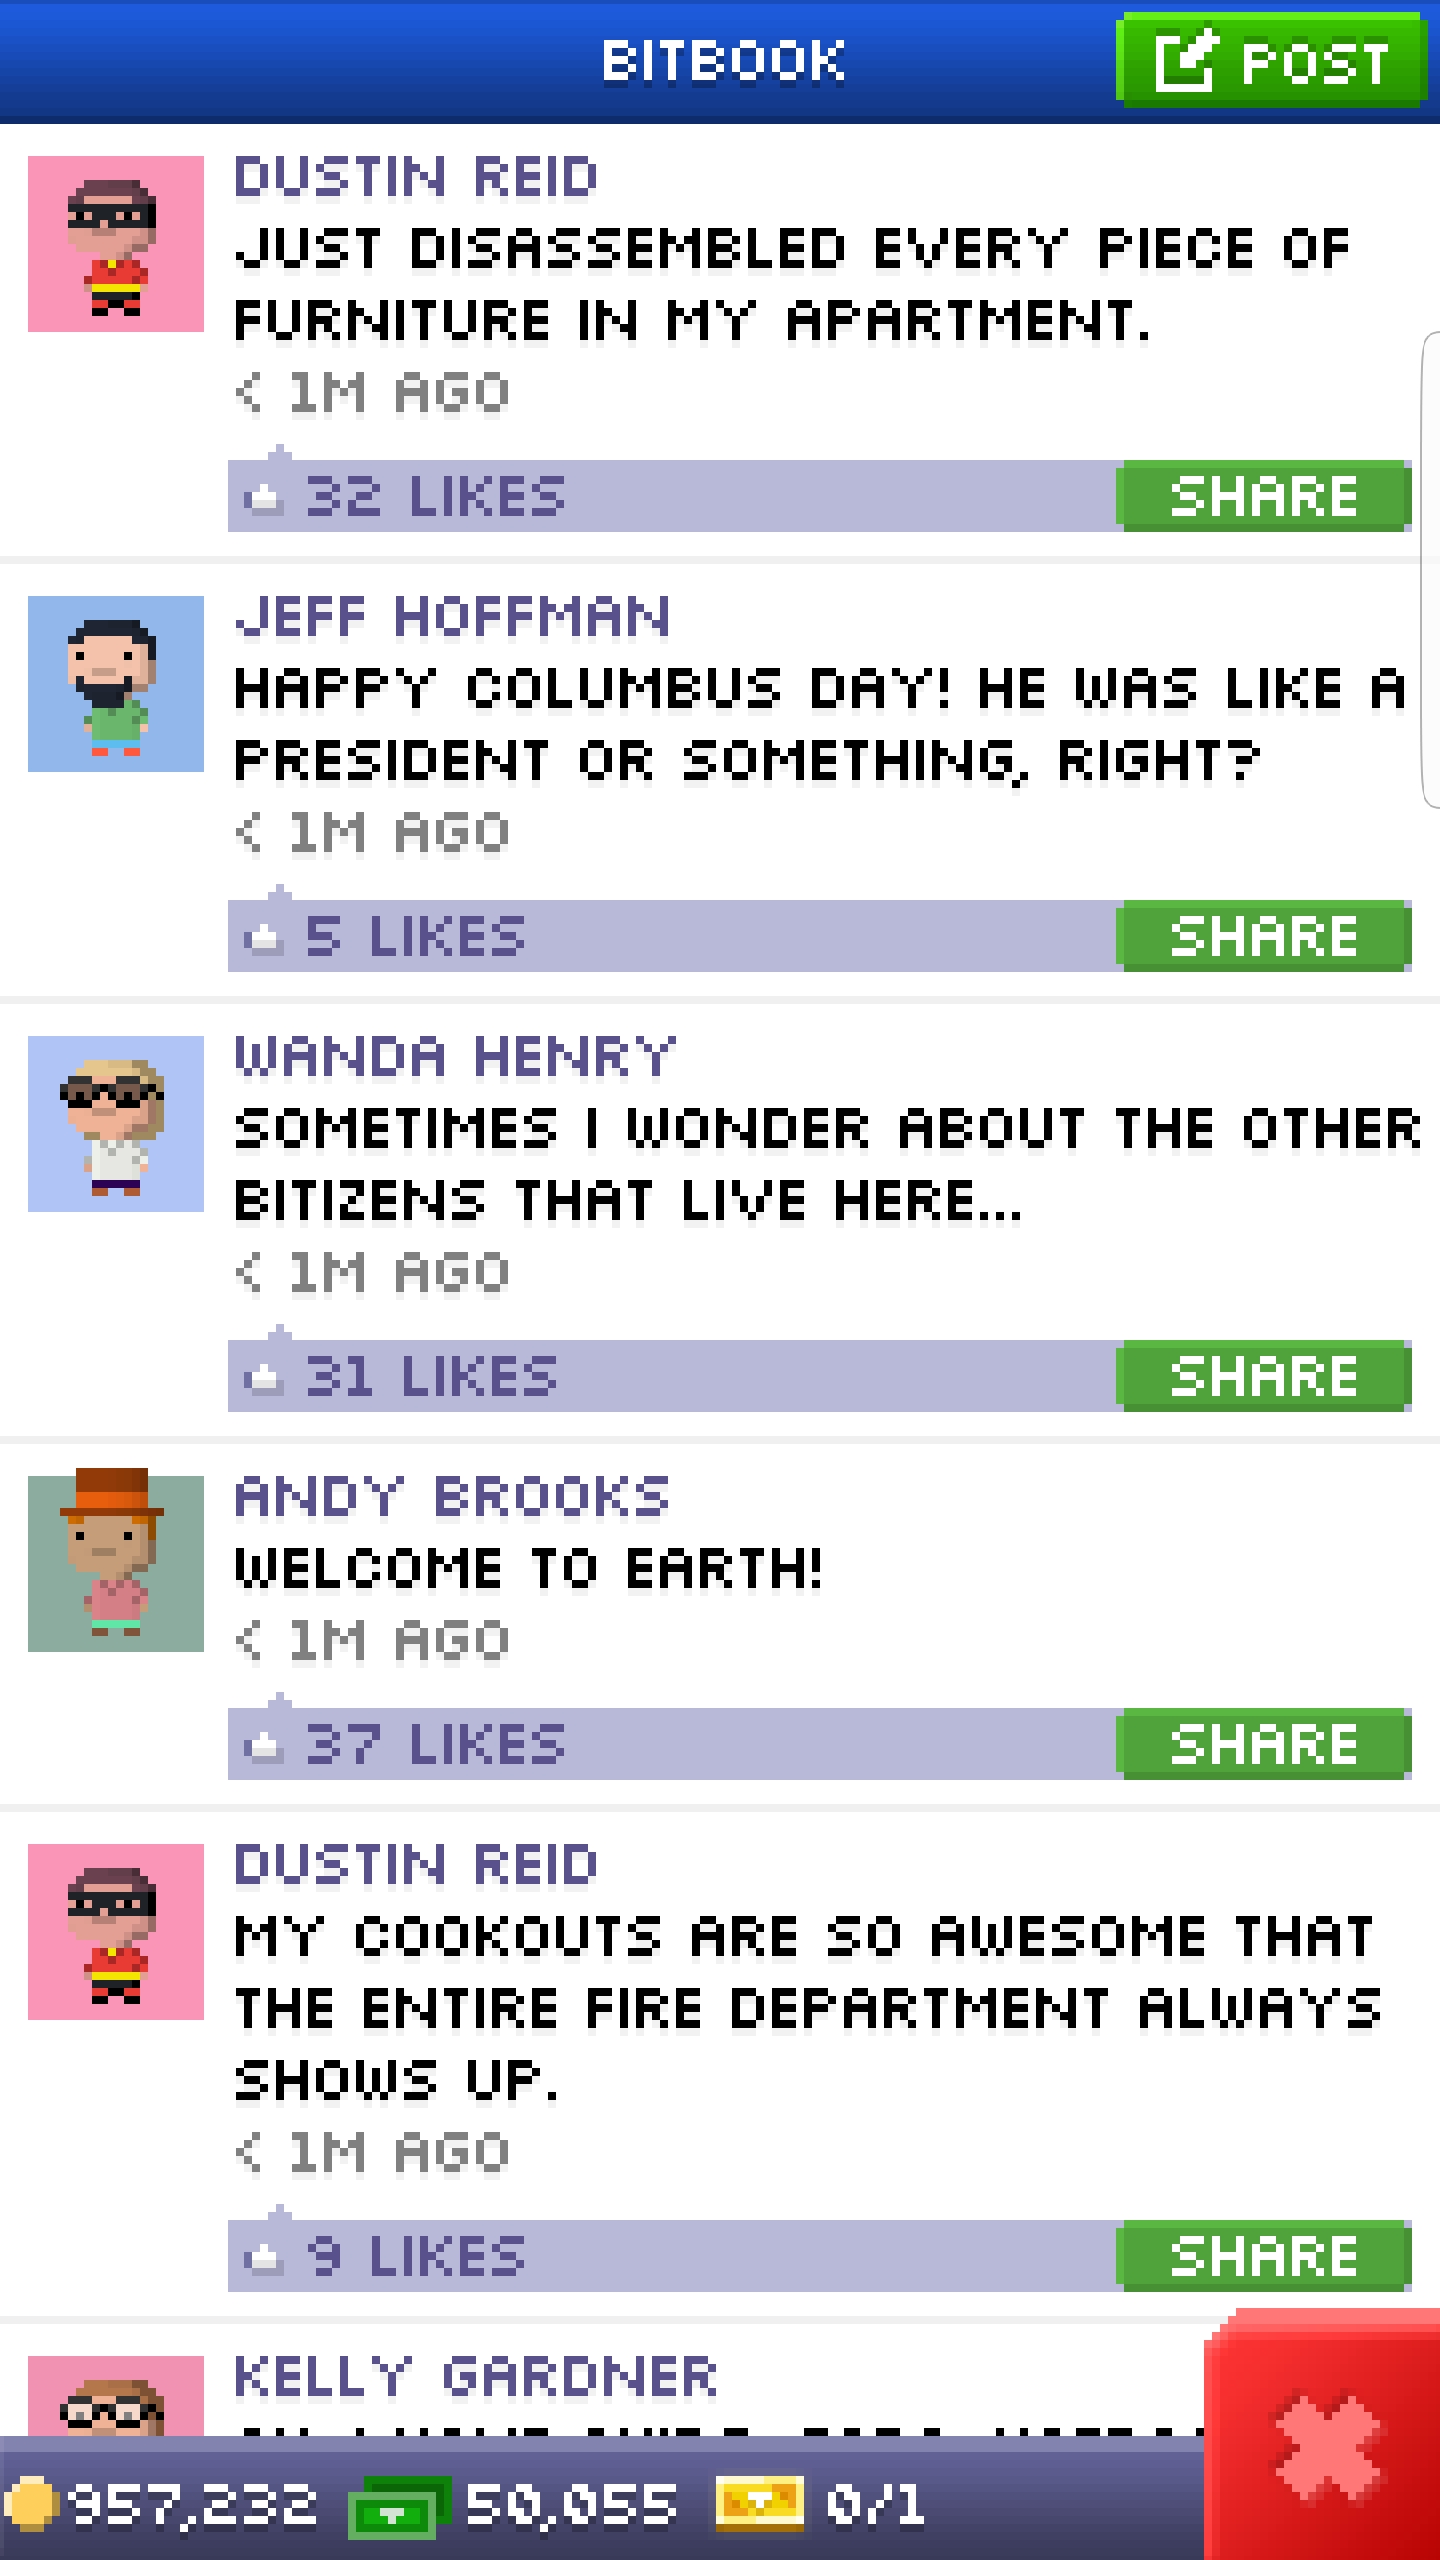 BITBOOK
POST
DUSTIN REID
JUST DISASSEMBLED EVERY PIECE OF
FURNITURE IN MY APARTMENT.
< 1M AGO
32 LIKES
SHARE
JEFF HOFFMAN
HAPPY COLUMBUS DAY! HE WAS LIKE A
PRESIDENT OR SOMETHING, RIGHT?
< 1M AGO
5 LIKES
SHARE
WANDA HENRY
SOMETIMES I WONDER ABOUT THE OTHER
BITIZENS THAT LIVE HERE...
< 1M AGO
31 LIKES
SHARE
ANDY BROOKS
WELCOME TO EARTH!
< 1M AGO
37 LIKES
SHARE
DUSTIN REID
MY COOKOUTS ARE SO AWESOME THAT
THE ENTIRE FIRE DEPARTMENT ALWAYS
SHOWS UP.
< 1M AGO
9 LIKES
SHARE
KELLY GARDNER
957,232
50,055
0/1